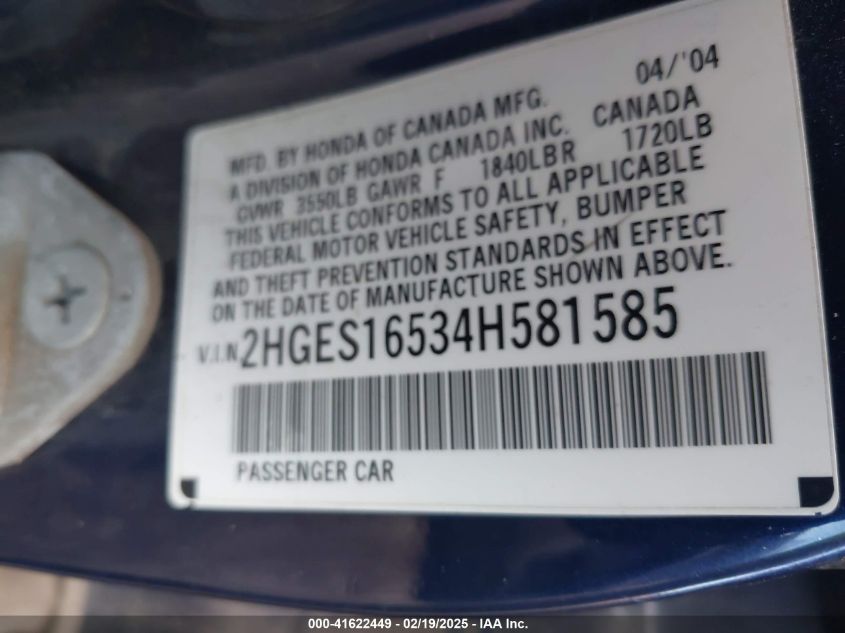 04/'04
MFD. BY HONDA OF CANADA MFG.
A DIVISION OF HONDA CANADA INC. CANADA
GVWR 3550LB GAWR F 1840LBR 1720LB
THIS VEHICLE CONFORMS TO ALL APPLICABLE
FEDERAL MOTOR VEHICLE SAFETY, BUMPER
AND THEFT PREVENTION STANDARDS IN EFFECT
ON THE DATE OF MANUFACTURE SHOWN ABOVE.
V.I.N. 2HGES16534H581585
PASSENGER CAR
000-41622449 - 02/19/2025 - IAA Inc.